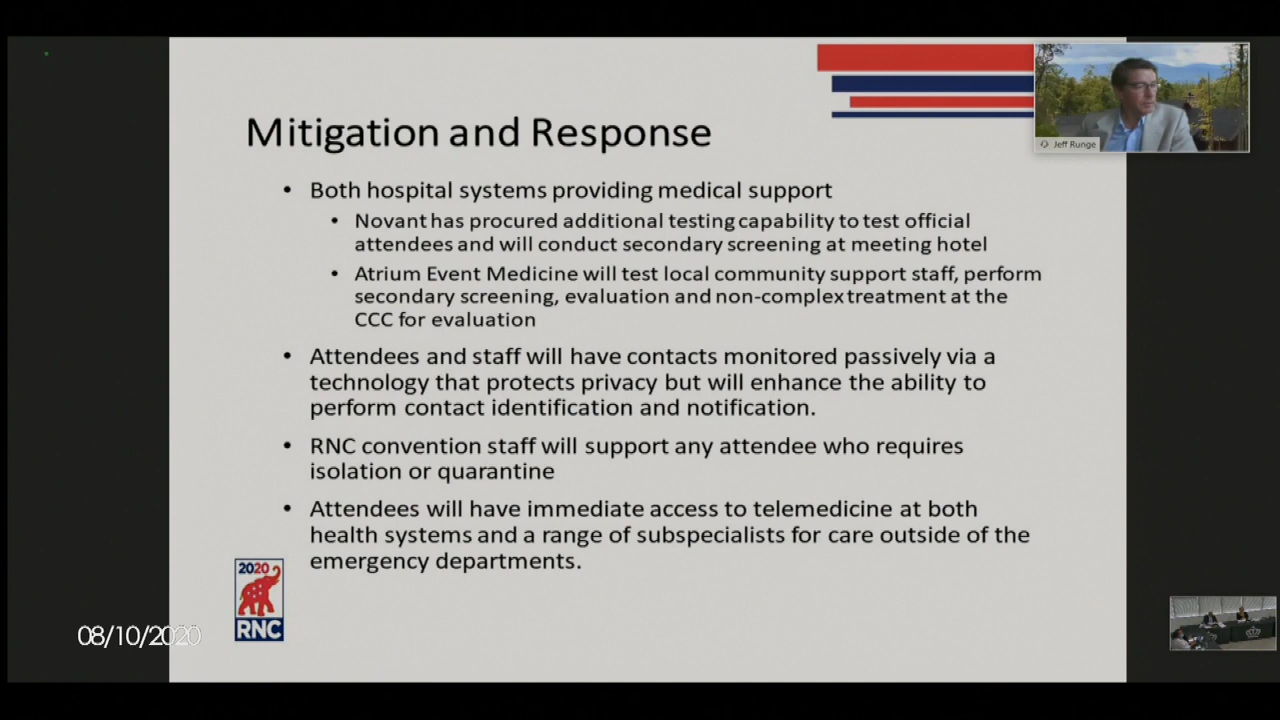 Mitigation and Response
Jeff Runge
• Both hospital systems providing medical support
• Novant has procured additional testing capability to test official
attendees and will conduct secondary screening at meeting hotel
• Atrium Event Medicine will test local community support staff, perform
secondary screening, evaluation and non-complex treatment at the
CCC for evaluation
• Attendees and staff will have contacts monitored passively via a
technology that protects privacy but will enhance the ability to
perform contact identification and notification.
• RNC convention staff will support any attendee who requires
isolation or quarantine
• Attendees will have immediate access to telemedicine at both
health systems and a range of subspecialists for care outside of the
emergency departments.
2020
RNC
08/10/2020